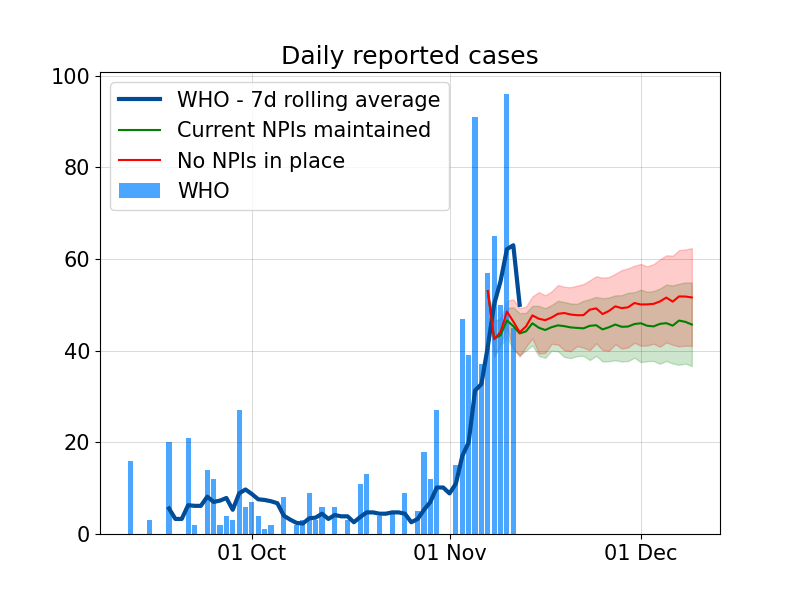 Daily reported cases
100
80
60
40
20
0
WHO - 7d rolling average
Current NPIs maintained
No NPIs in place
WHO
01 Oct
01 Nov
01 Dec